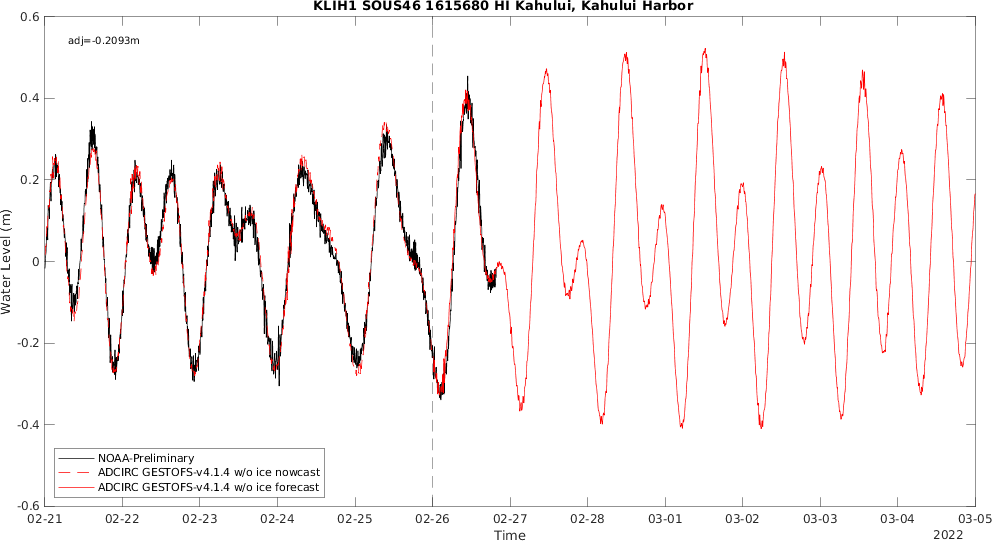 KLIH1 SOUS46 1615680 HI Kahului, Kahului Harbor
0.6
adj=-0.2093m
0.4
0.2
0
-0.2
-0.4
-0.6
Water Level (m)
NOAA-Preliminary
ADCIRC GESTOFS-v4.1.4 w/o ice nowcast
ADCIRC GESTOFS-v4.1.4 w/o ice forecast
02-21 02-22 02-23 02-24 02-25 02-26 02-27 02-28 03-01 03-02 03-03 03-04 03-05
Time
2022